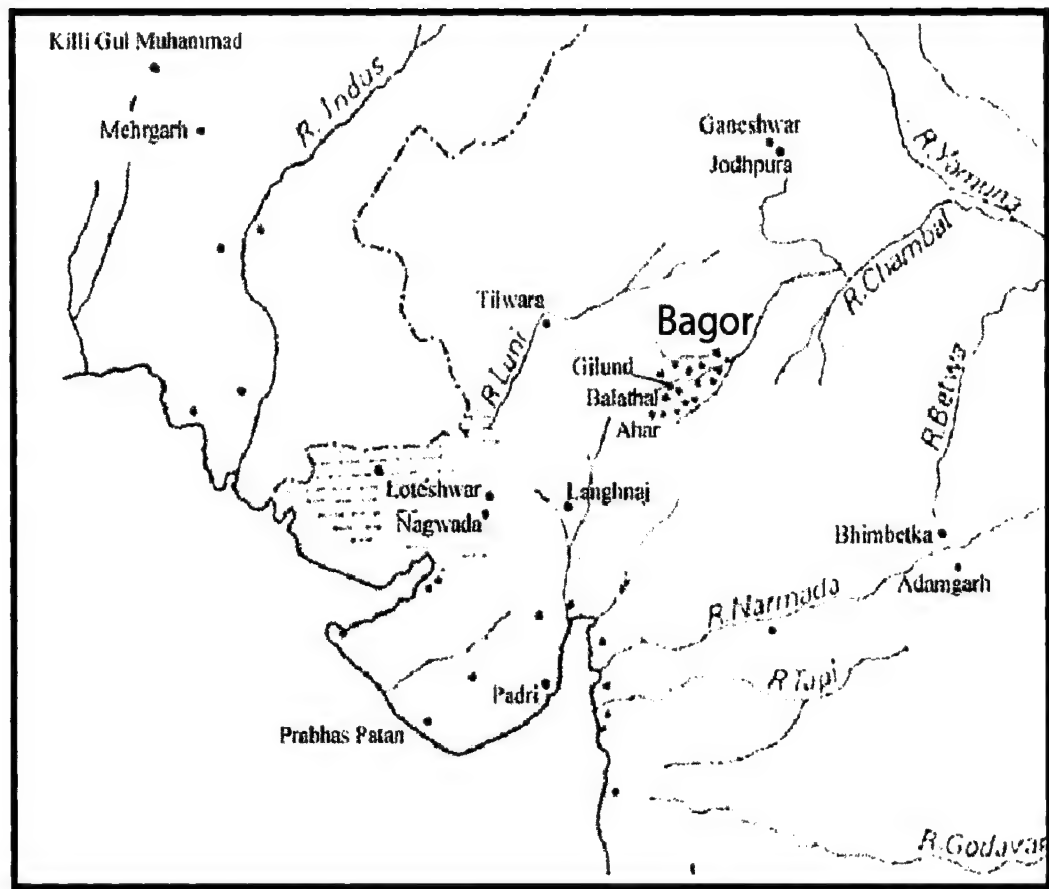 Killi Gul Muhammad
R. Indus
Mehrgarh
Ganeshwar
Jodhpura
R. Yamuna
R. Chambal
Tilwara
Bagor
R. Luni
Gilund
Balathal
Ahar
R. Betwa
Loteshwar
Langhnaj
Nagwada
Bhimbetka
Adamgarh
R. Narmada
R. Tapi
Padri
Prabhas Patan
R. Godavar